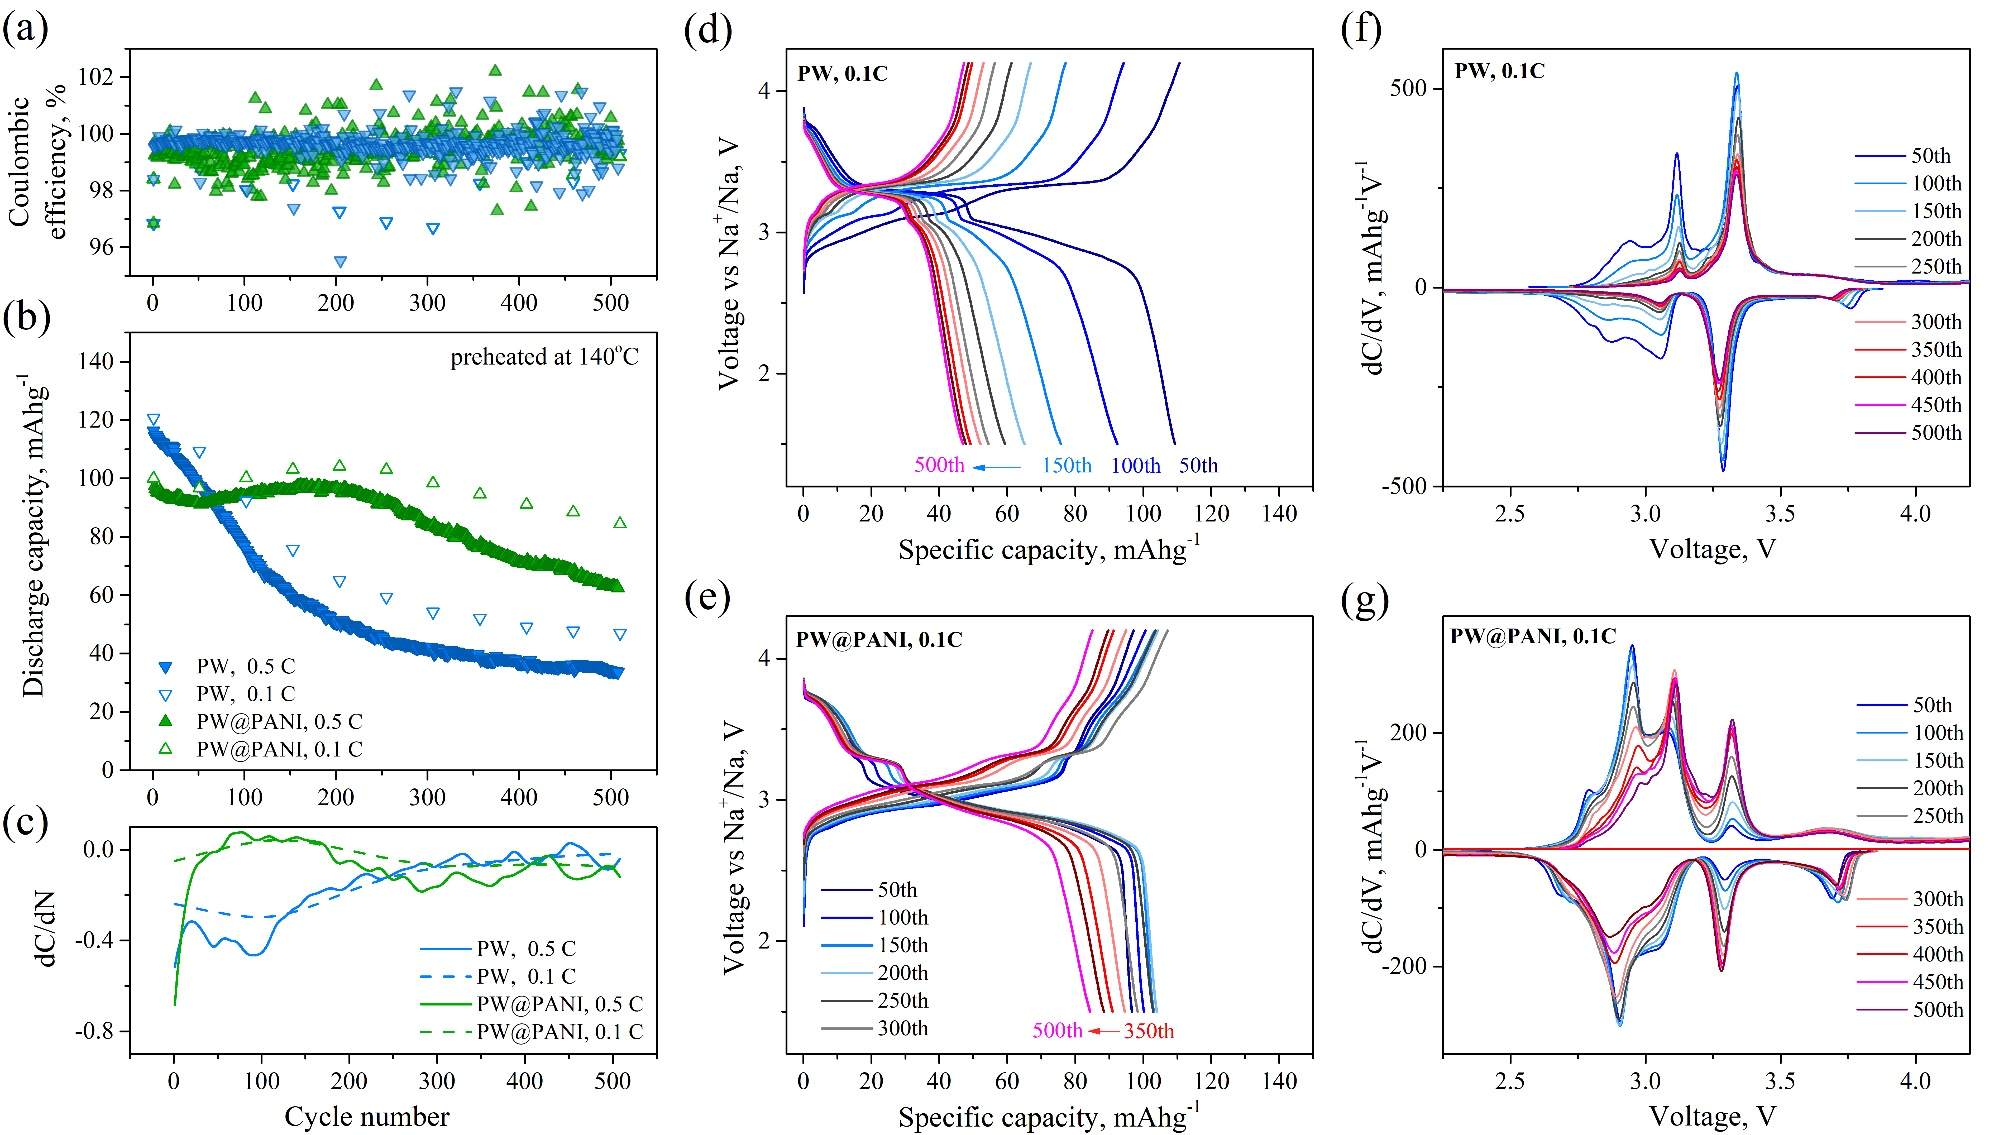 (a)
Coulombic
efficiency, %
102
100
98
96
0 100 200 300 400 500
(b)
preheated at 140°C
Discharge capacity, mAhg⁻¹
140
120
100
80
60
40
20
0
PW, 0.5 C
PW, 0.1 C
PW@PANI, 0.5 C
PW@PANI, 0.1 C
0 100 200 300 400 500
(c)
dC/dN
0.0
-0.4
-0.8
PW, 0.5 C
PW, 0.1 C
PW@PANI, 0.5 C
PW@PANI, 0.1 C
0 100 200 300 400 500
Cycle number
(d)
PW, 0.1C
Voltage vs Na⁺/Na, V
4
3
2
500th 150th 100th 50th
0 20 40 60 80 100 120 140
Specific capacity, mAhg⁻¹
(e)
PW@PANI, 0.1C
Voltage vs Na⁺/Na, V
4
3
2
50th
100th
150th
200th
250th
300th
500th 350th
0 20 40 60 80 100 120 140
Specific capacity, mAhg⁻¹
(f)
PW, 0.1C
dC/dV, mAhg⁻¹V⁻¹
500
0
-500
50th
100th
150th
200th
250th
300th
350th
400th
450th
500th
2.5 3.0 3.5 4.0
Voltage, V
(g)
PW@PANI, 0.1C
dC/dV, mAhg⁻¹V⁻¹
200
0
-200
50th
100th
150th
200th
250th
300th
350th
400th
450th
500th
2.5 3.0 3.5 4.0
Voltage, V